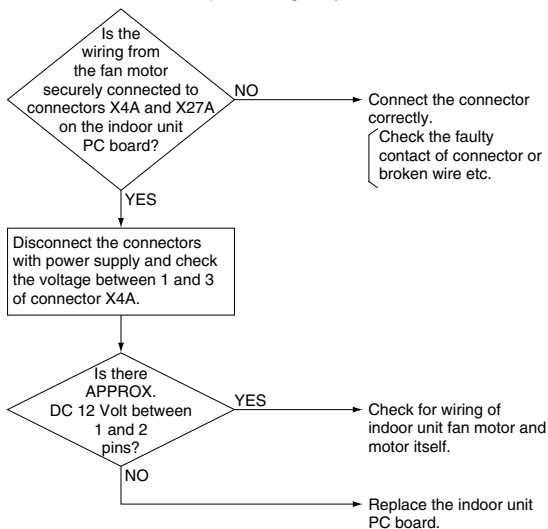 Is the
wiring from
the fan motor
securely connected to
connectors X4A and X27A
on the indoor unit
PC board?
NO
Connect the connector
correctly.
Check the faulty
contact of connector or
broken wire etc.
YES
Disconnect the connectors
with power supply and check
the voltage between 1 and 3
of connector X4A.
Is there
APPROX.
DC 12 Volt between
1 and 2
pins?
YES
Check for wiring of
indoor unit fan motor and
motor itself.
NO
Replace the indoor unit
PC board.